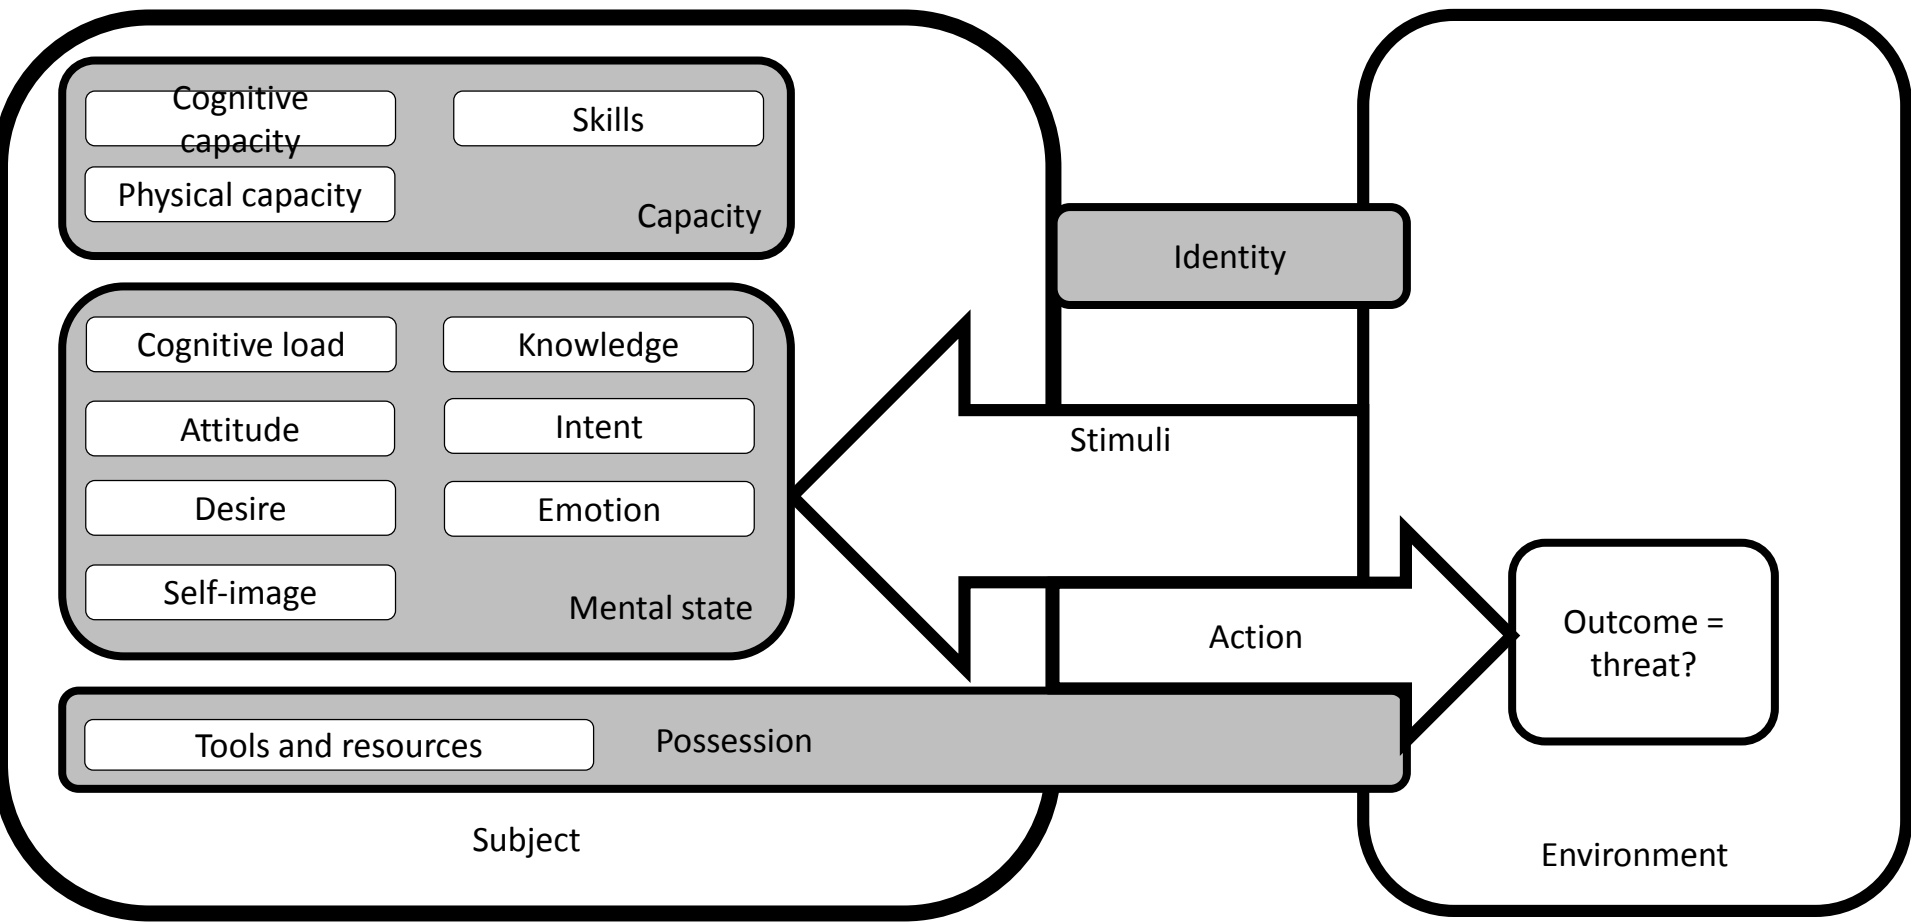 Cognitive
capacity
Skills
Physical capacity
Capacity
Identity
Cognitive load
Knowledge
Attitude
Intent
Desire
Emotion
Self-image
Mental state
Stimuli
Action
Outcome =
threat?
Tools and resources
Possession
Subject
Environment